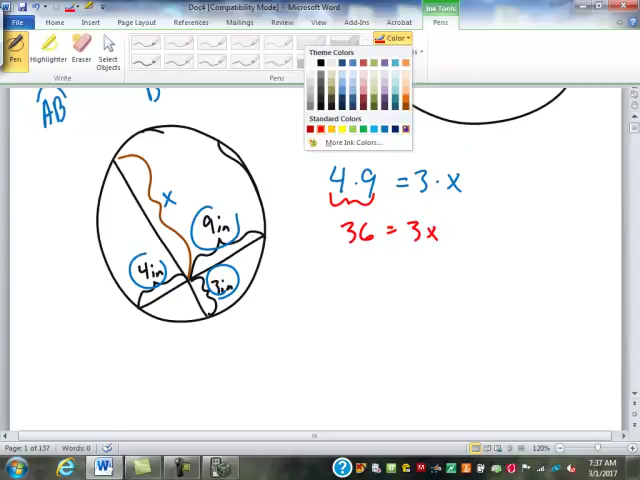 Doc4 [Compatibility Mode] - Microsoft Word
Ink Tools
File
Home
Insert
Page Layout
References
Mailings
Review
View
Add-Ins
Acrobat
Pens
Pen
Highlighter
Eraser
Select Objects
Write
Pens
Color
Theme Colors
Standard Colors
More Ink Colors...
AB
x
9in
4in
3in
4 · 9 = 3 · x
36 = 3x
Page: 1 of 137
Words: 0
120%
7:37 AM
3/1/2017